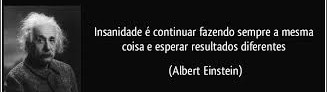 Insanidade é continuar fazendo sempre a mesma
coisa e esperar resultados diferentes
(Albert Einstein)